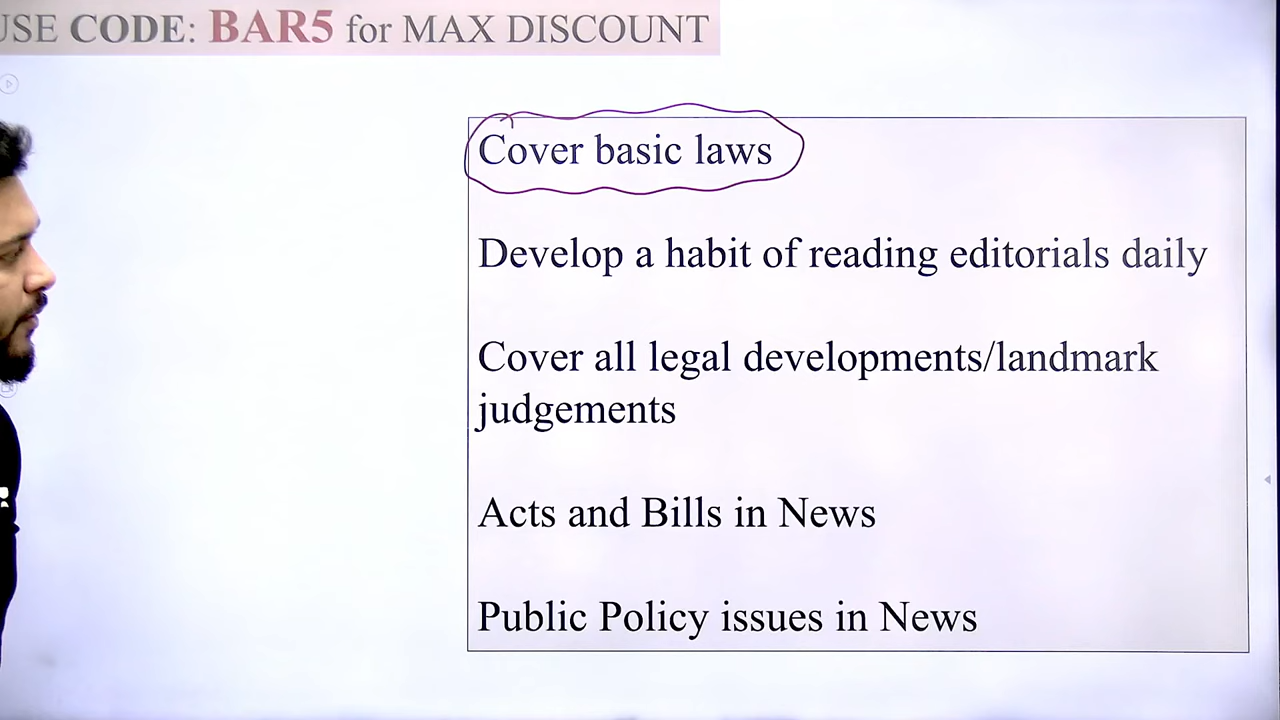 USE CODE: BAR5 for MAX DISCOUNT
Cover basic laws
Develop a habit of reading editorials daily
Cover all legal developments/landmark
judgements
Acts and Bills in News
Public Policy issues in News